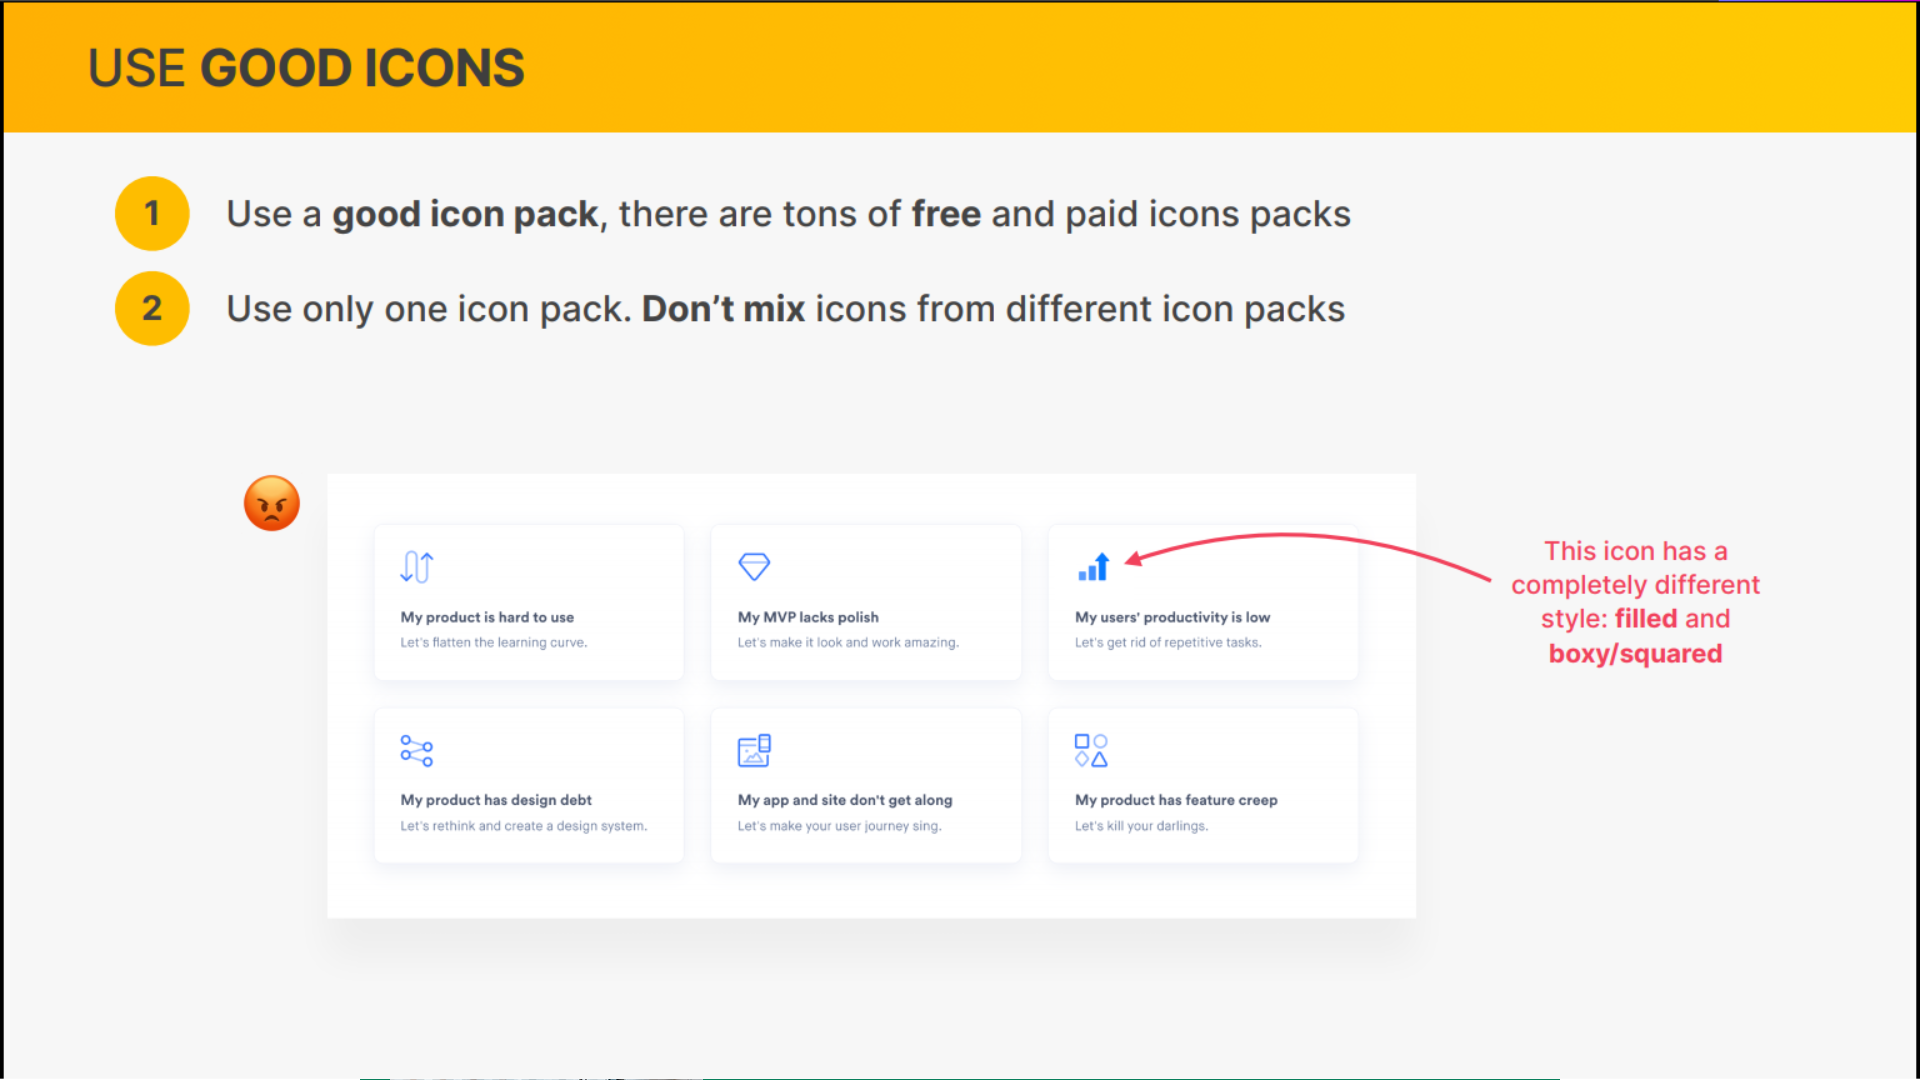 USE GOOD ICONS
1
Use a good icon pack, there are tons of free and paid icons packs
2
Use only one icon pack. Don’t mix icons from different icon packs
My product is hard to use
Let's flatten the learning curve.
My MVP lacks polish
Let's make it look and work amazing.
My users' productivity is low
Let's get rid of repetitive tasks.
This icon has a
completely different
style: filled and
boxy/squared
My product has design debt
Let's rethink and create a design system.
My app and site don't get along
Let's make your user journey sing.
My product has feature creep
Let's kill your darlings.